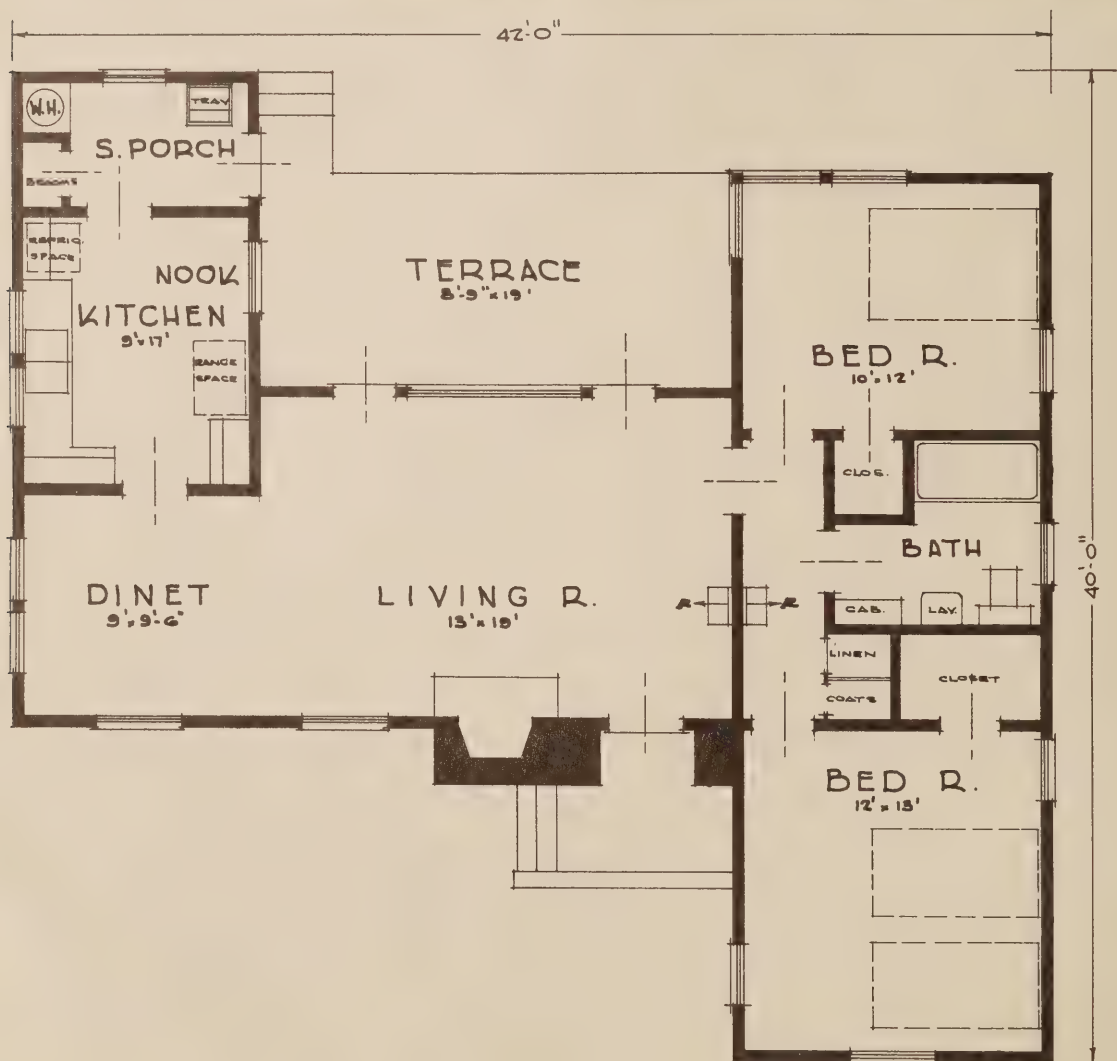 42'-0"
W.H.
TRAY
S. PORCH
BROOMS
REFRIG.
SPACE
NOOK
KITCHEN
9'x17'
RANGE
SPACE
TERRACE
8'-9"x19'
BED R.
10'x12'
CLOS.
BATH
CAB.
LAV.
40'-0"
DINET
9'x9'-6"
LIVING R.
13'x19'
R
R
LINEN
COATS
CLOSET
BED R.
12'x13'